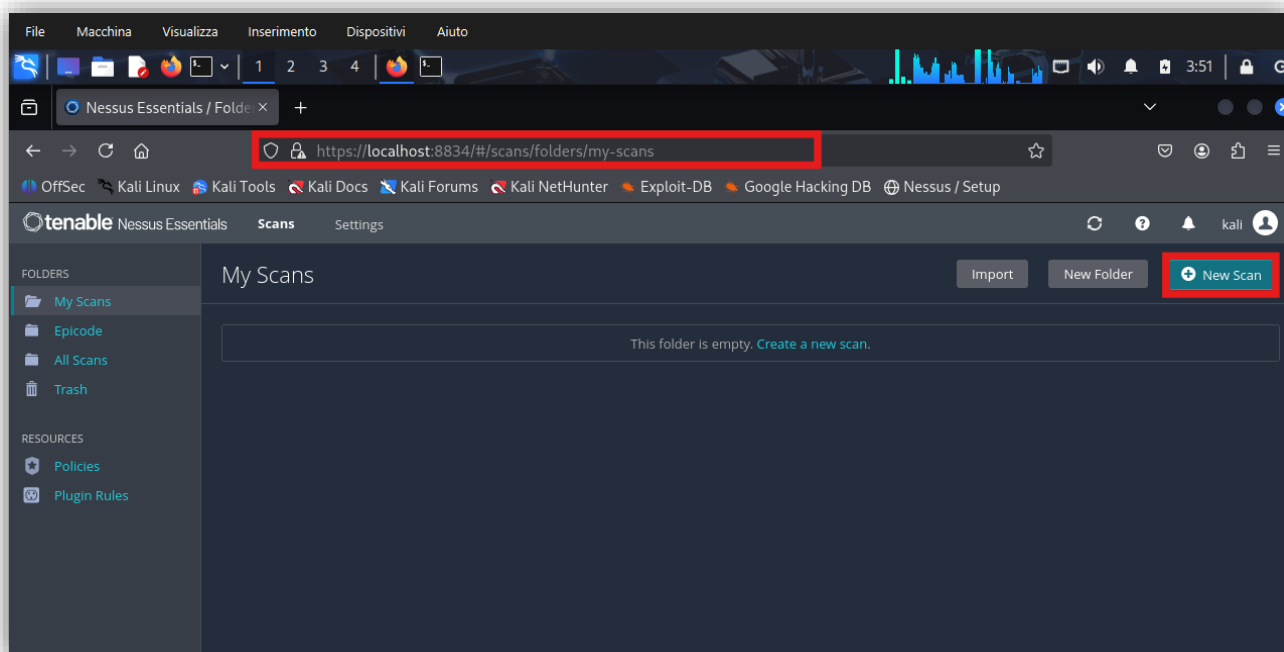 File Macchina Visualizza Inserimento Dispositivi Aiuto
1 2 3 4 3:51
Nessus Essentials / Folde
https://localhost:8834/#/scans/folders/my-scans
OffSec Kali Linux Kali Tools Kali Docs Kali Forums Kali NetHunter Exploit-DB Google Hacking DB Nessus / Setup
tenable Nessus Essentials Scans Settings kali
FOLDERS
My Scans Import New Folder New Scan
My Scans
Epicode
This folder is empty. Create a new scan.
All Scans
Trash
RESOURCES
Policies
Plugin Rules